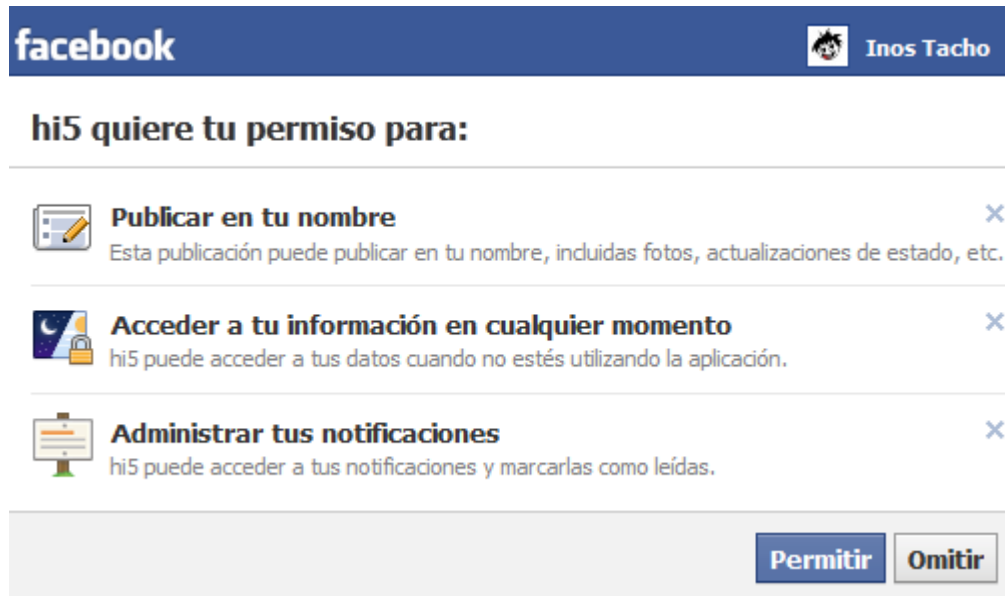 facebook
Inos Tacho
hi5 quiere tu permiso para:
Publicar en tu nombre
Esta publicación puede publicar en tu nombre, incluidas fotos, actualizaciones de estado, etc.
Acceder a tu información en cualquier momento
hi5 puede acceder a tus datos cuando no estés utilizando la aplicación.
Administrar tus notificaciones
hi5 puede acceder a tus notificaciones y marcarlas como leídas.
Permitir
Omitir